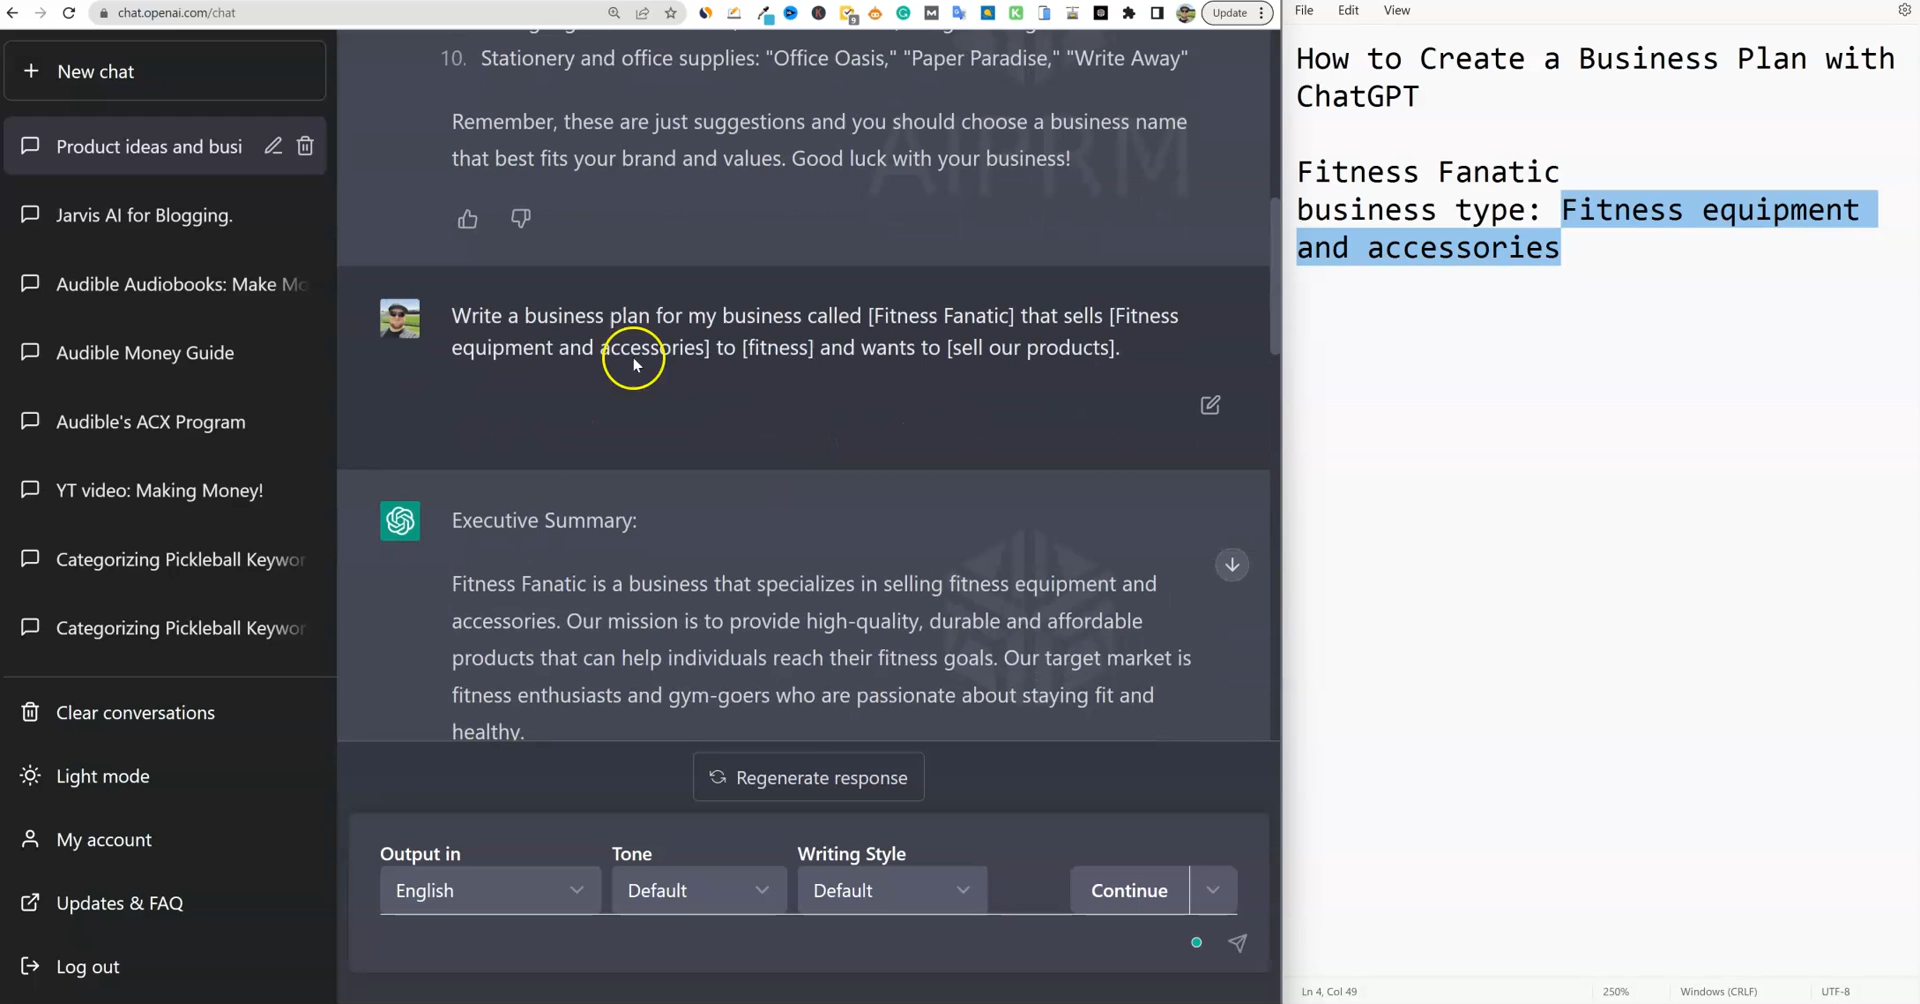 chat.openai.com/chat
Update
New chat
Product ideas and busi
Jarvis AI for Blogging.
Audible Audiobooks: Make Mo
Audible Money Guide
Audible's ACX Program
YT video: Making Money!
Categorizing Pickleball Keywor
Categorizing Pickleball Keywor
Clear conversations
Light mode
My account
Updates & FAQ
Log out
10. Stationery and office supplies: "Office Oasis," "Paper Paradise," "Write Away"
Remember, these are just suggestions and you should choose a business name
that best fits your brand and values. Good luck with your business!
AIPRM
Write a business plan for my business called [Fitness Fanatic] that sells [Fitness
equipment and accessories] to [fitness] and wants to [sell our products].
Executive Summary:
Fitness Fanatic is a business that specializes in selling fitness equipment and
accessories. Our mission is to provide high-quality, durable and affordable
products that can help individuals reach their fitness goals. Our target market is
fitness enthusiasts and gym-goers who are passionate about staying fit and
healthy.
Regenerate response
Output in
Tone
Writing Style
English
Default
Default
Continue
File Edit View
How to Create a Business Plan with
ChatGPT
Fitness Fanatic
business type: Fitness equipment
and accessories
Ln 4, Col 49
250%
Windows (CRLF)
UTF-8